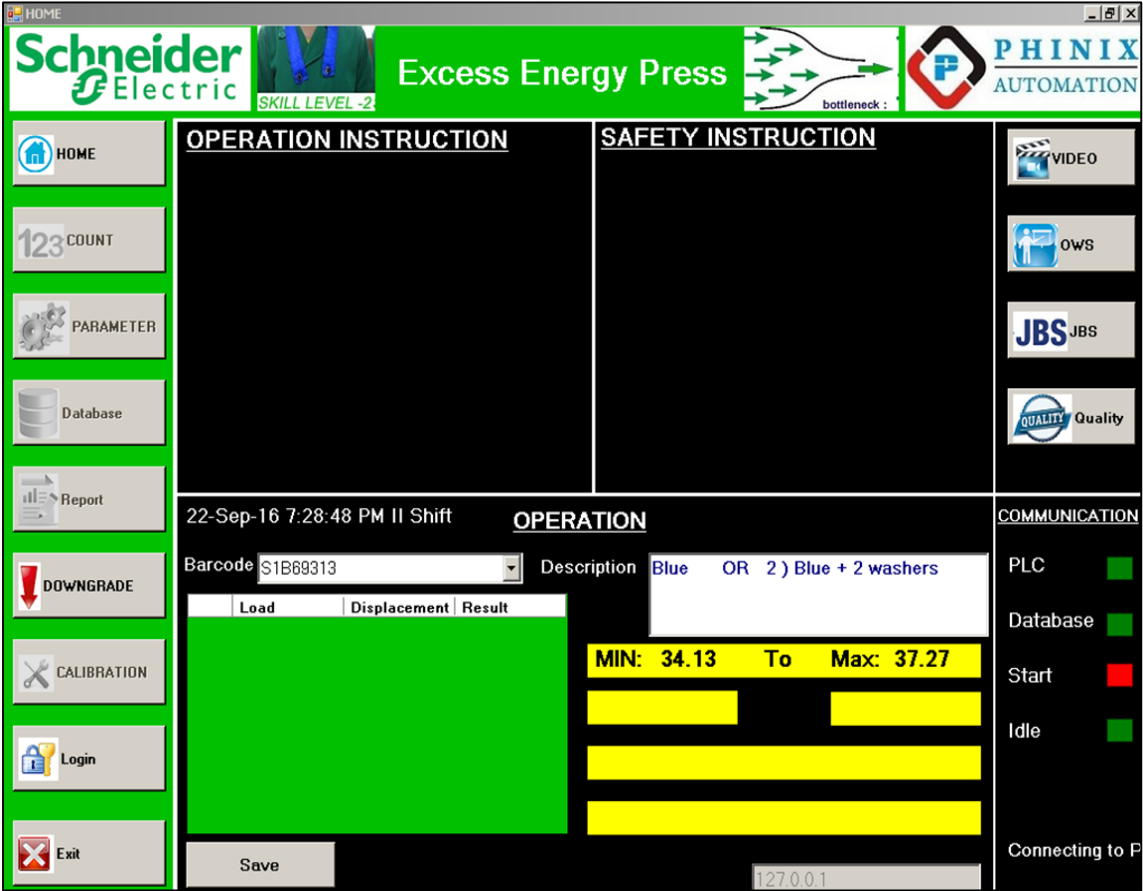 HOME
Schneider
Electric
SKILL LEVEL -2
Excess Energy Press
bottleneck :
P
PHINIX
AUTOMATION
HOME
123 COUNT
PARAMETER
Database
Report
DOWNGRADE
CALIBRATION
Login
Exit
OPERATION INSTRUCTION
SAFETY INSTRUCTION
VIDEO
OWS
JBS JBS
QUALITY Quality
22-Sep-16 7:28:48 PM II Shift
OPERATION
Barcode S1B69313
Description Blue OR 2 ) Blue + 2 washers
Load Displacement Result
MIN: 34.13 To Max: 37.27
Save
127.0.0.1
COMMUNICATION
PLC
Database
Start
Idle
Connecting to P